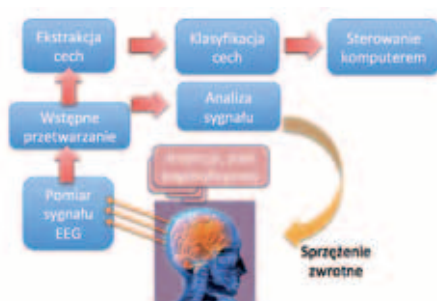 Ekstrakcja
cech
Klasyfikacja
cech
Sterowanie
komputerem
Wstępne
przetwarzanie
Analiza
sygnału
Pomiar
sygnału
EEG
Sprzężenie
zwrotne